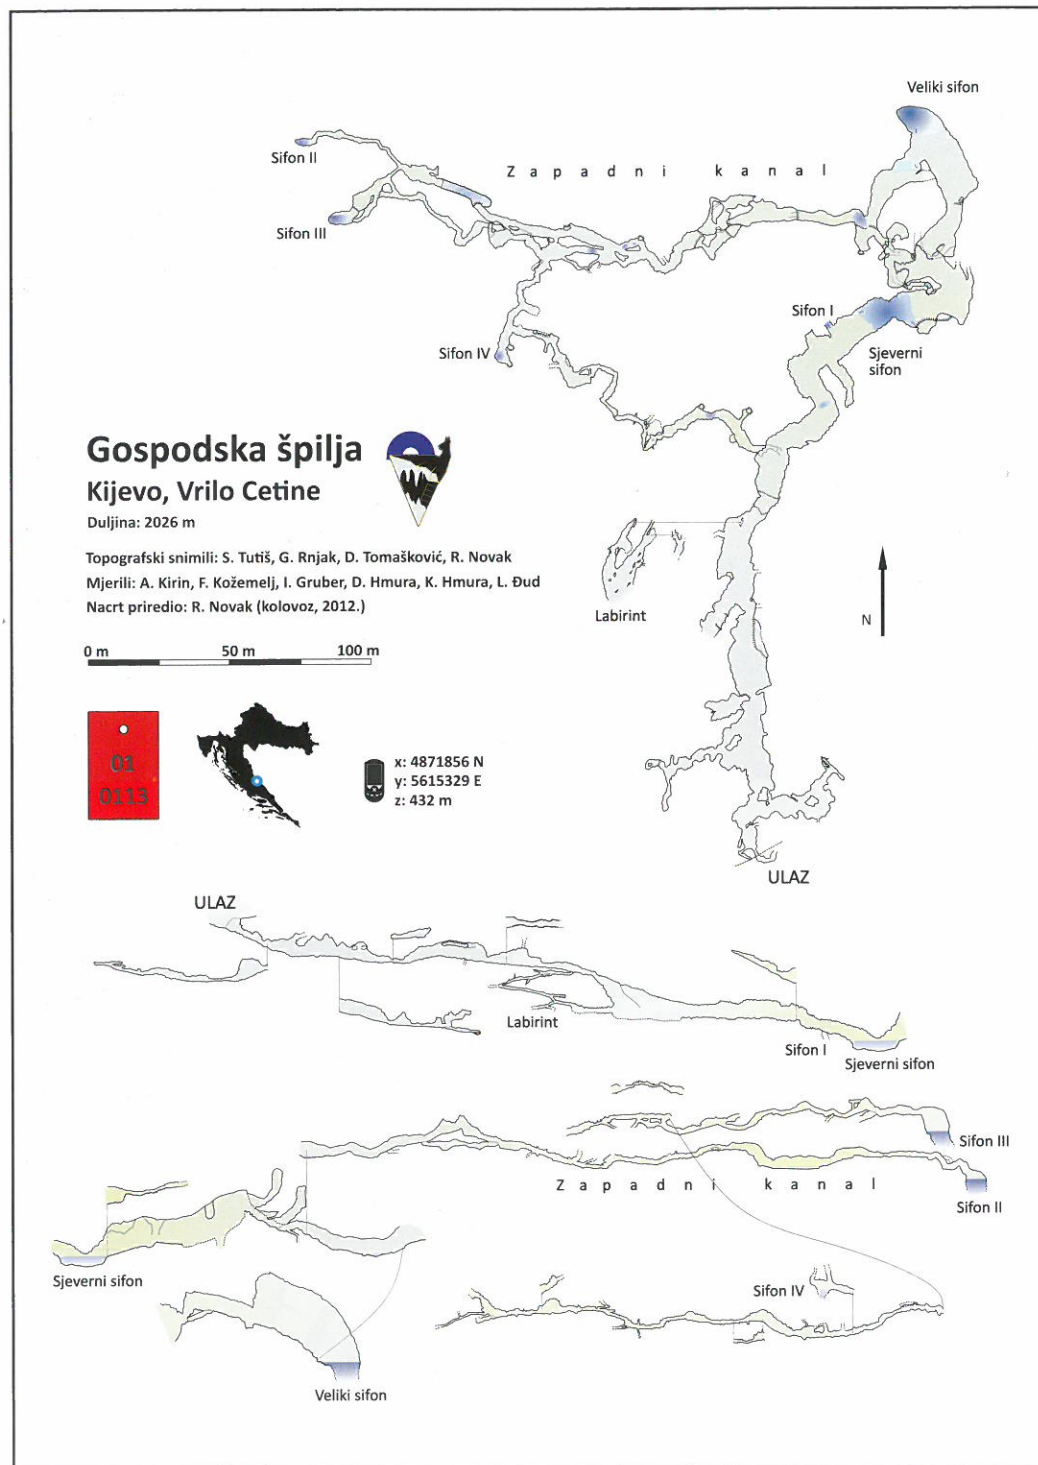 Veliki sifon
Sifon II
Zapadni kanal
Sifon III
Sifon I
Sifon IV
Sjeverni
sifon
Gospodska špilja
Kijevo, Vrilo Cetine
Duljina: 2026 m
Topografski snimili: S. Tutiš, G. Rnjak, D. Tomašković, R. Novak
Mjerili: A. Kirin, F. Kožemelj, I. Gruber, D. Hmura, K. Hmura, L. Đud
Nacrt priredio: R. Novak (kolovoz, 2012.)
Labirint
N
0 m 50 m 100 m
01
0113
x: 4871856 N
y: 5615329 E
z: 432 m
ULAZ
ULAZ
Labirint
Sifon I
Sjeverni sifon
Sifon III
Zapadni kanal
Sifon II
Sjeverni sifon
Sifon IV
Veliki sifon